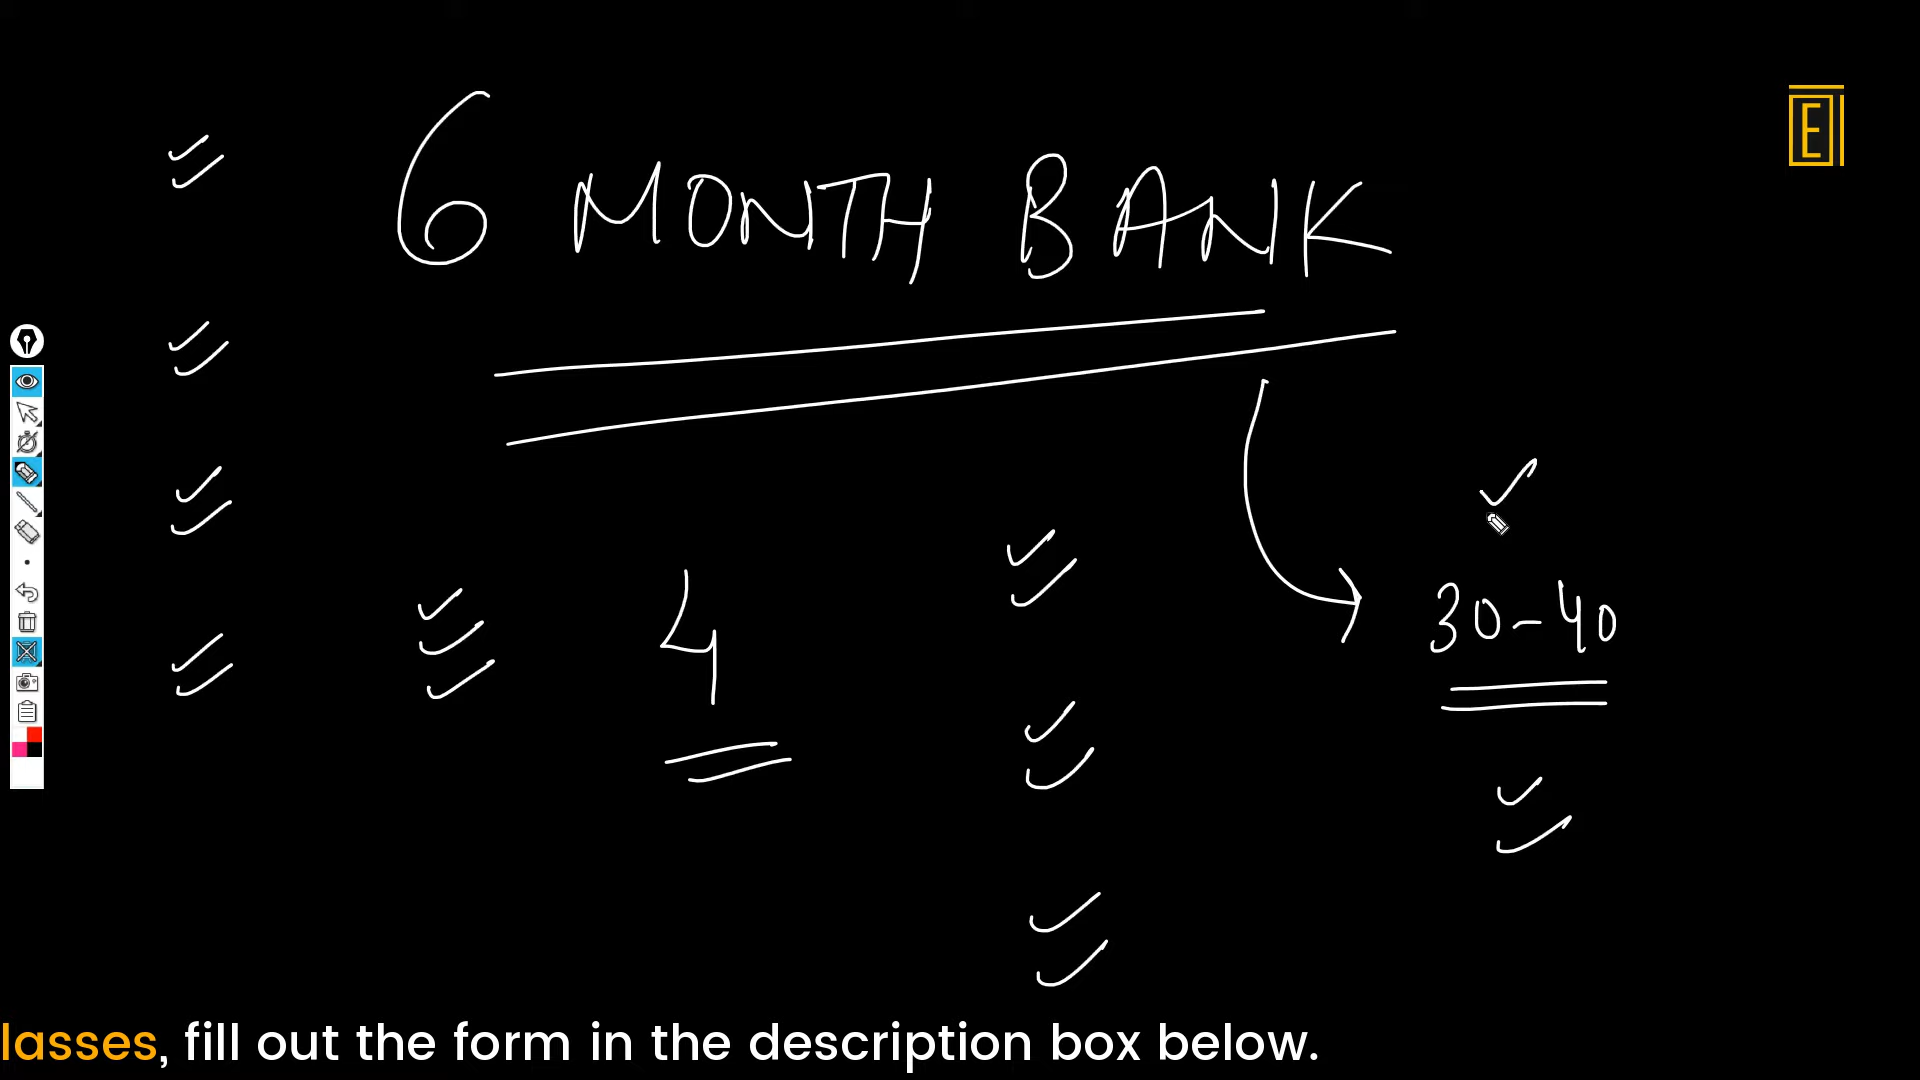 6 MONTH BANK
4
30-40
E
lasses, fill out the form in the description box below.